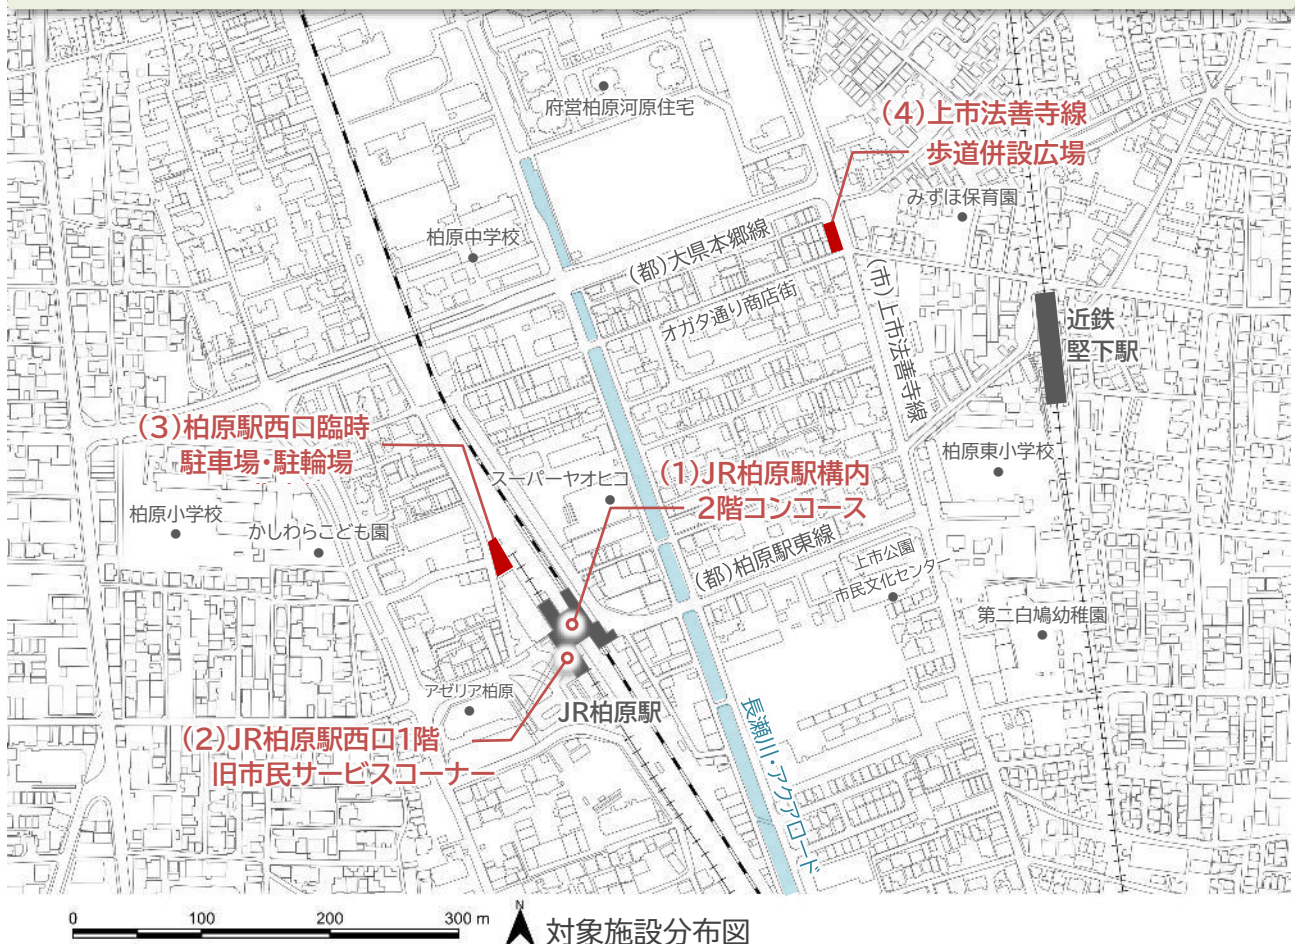 府営柏原河原住宅
(4)上市法善寺線
歩道併設広場
みずほ保育園
柏原中学校
(都)大県本郷線
オガタ通り商店街
(市)上市法善寺線
近鉄
堅下駅
(3)柏原駅西口臨時
駐車場・駐輪場
柏原東小学校
スーパーヤオヒコ
(1)JR柏原駅構内
2階コンコース
柏原小学校
かしわらこども園
(都)柏原駅東線
上市公園
市民文化センター
第二白鳩幼稚園
アゼリア柏原
JR柏原駅
(2)JR柏原駅西口1階
旧市民サービスコーナー
長瀬川・アクアロード
0 100 200 300 m
N
対象施設分布図